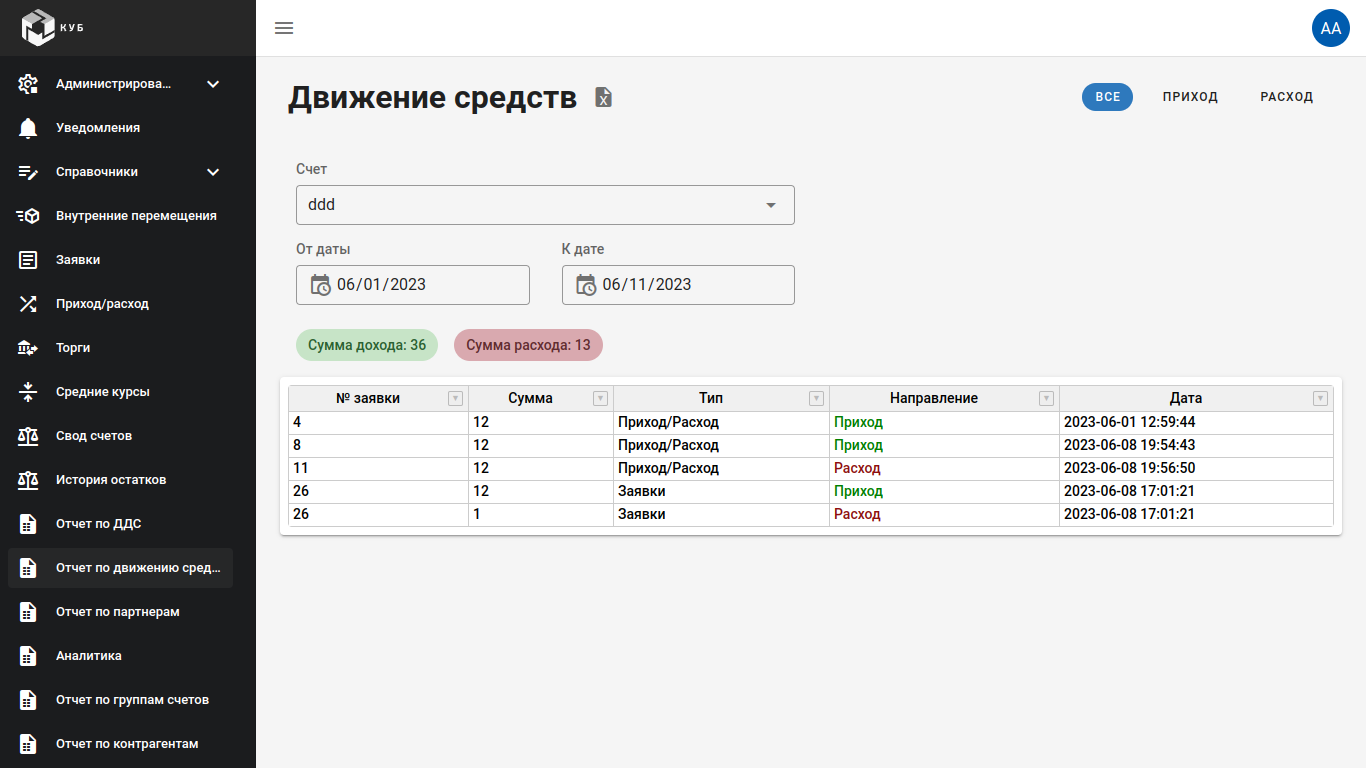 КУБ
Администрирова...
Уведомления
Справочники
Внутренние перемещения
Заявки
Приход/расход
Торги
Средние курсы
Свод счетов
История остатков
Отчет по ДДС
Отчет по движению сред...
Отчет по партнерам
Аналитика
Отчет по группам счетов
Отчет по контрагентам
AA
Движение средств
ВСЕ ПРИХОД РАСХОД
Счет
ddd
От даты К дате
06/01/2023 06/11/2023
Сумма дохода: 36 Сумма расхода: 13
№ заявки Сумма Тип Направление Дата
4 12 Приход/Расход Приход 2023-06-01 12:59:44
8 12 Приход/Расход Приход 2023-06-08 19:54:43
11 12 Приход/Расход Расход 2023-06-08 19:56:50
26 12 Заявки Приход 2023-06-08 17:01:21
26 1 Заявки Расход 2023-06-08 17:01:21